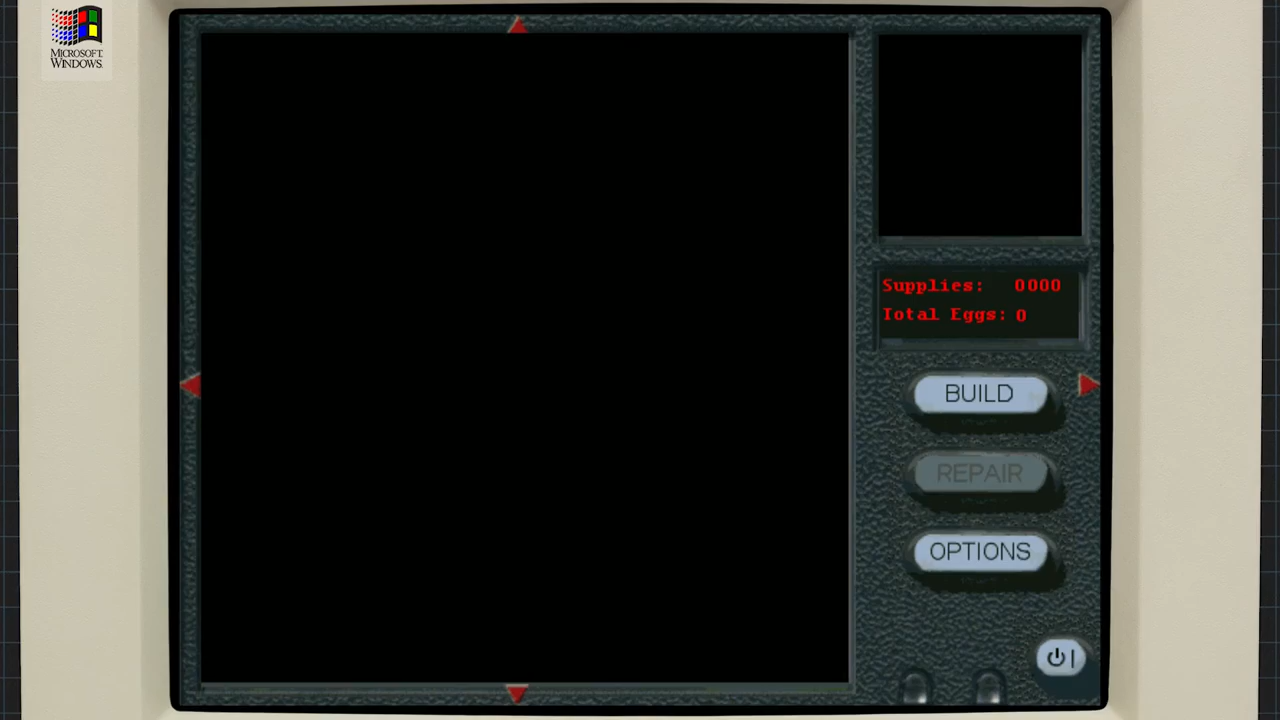 MICROSOFT
WINDOWS.
Supplies: 0000
Total Eggs: 0
BUILD
REPAIR
OPTIONS